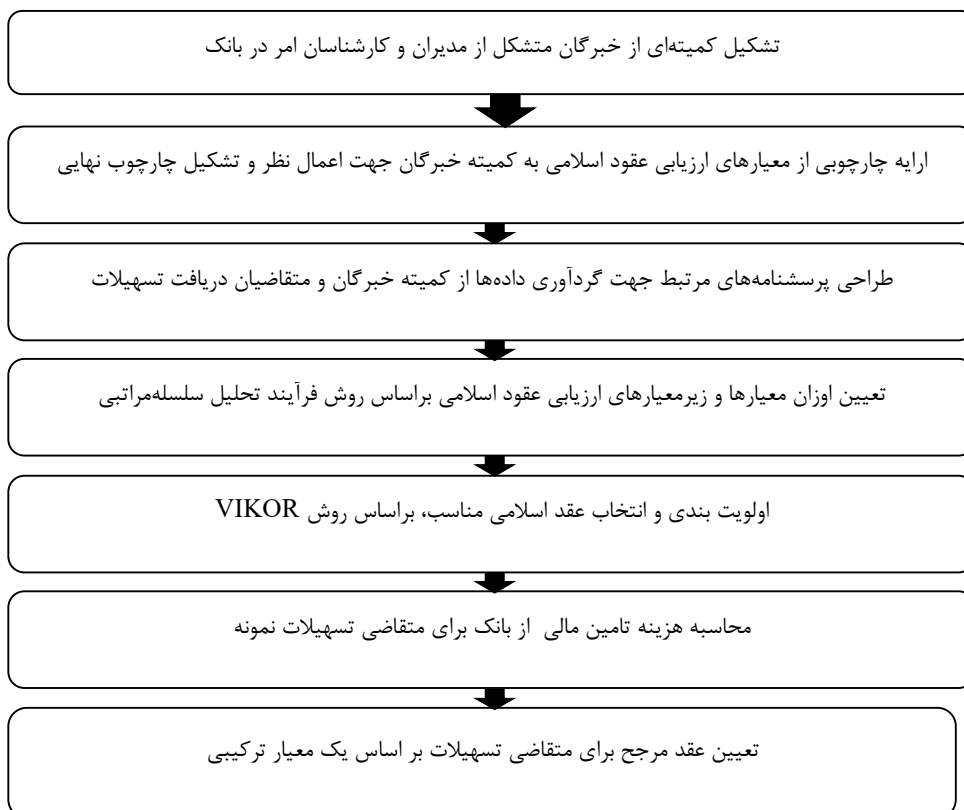 تشکیل کمیته‌ای از خبرگان متشکل از مدیران و کارشناسان امر در بانک
ارایه چارچوبی از معیارهای ارزیابی عقود اسلامی به کمیته خبرگان جهت اعمال نظر و تشکیل چارچوب نهایی
طراحی پرسشنامه‌های مرتبط جهت گردآوری داده‌ها از کمیته خبرگان و متقاضیان دریافت تسهیلات
تعیین اوزان معیارها و زیرمعیارهای ارزیابی عقود اسلامی براساس روش فرآیند تحلیل سلسله‌مراتبی
اولویت بندی و انتخاب عقد اسلامی مناسب، براساس روش VIKOR
محاسبه هزینه تامین مالی از بانک برای متقاضی تسهیلات نمونه
تعیین عقد مرجح برای متقاضی تسهیلات بر اساس یک معیار ترکیبی